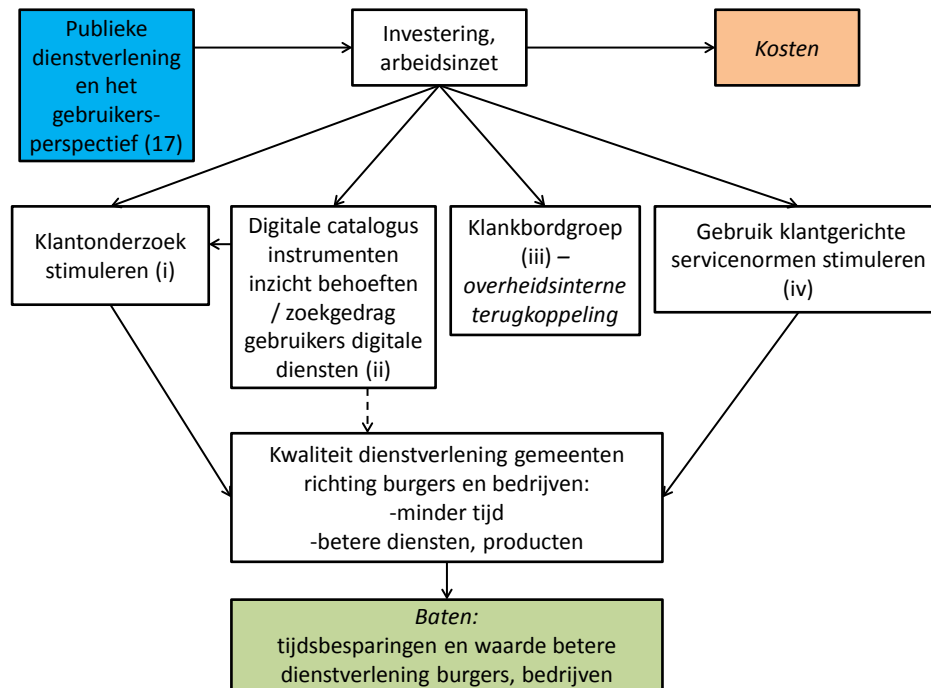 Publieke
dienstverlening
en het
gebruikers-
perspectief (17)
Investering,
arbeidsinzet
Kosten
Klantonderzoek
stimuleren (i)
Digitale catalogus
instrumenten
inzicht behoeften
/ zoekgedrag
gebruikers digitale
diensten (ii)
Klankbordgroep
(iii) –
overheidsinterne
terugkoppeling
Gebruik klantgerichte
servicenormen stimuleren
(iv)
Kwaliteit dienstverlening gemeenten
richting burgers en bedrijven:
-minder tijd
-betere diensten, producten
Baten:
tijdsbesparingen en waarde betere
dienstverlening burgers, bedrijven